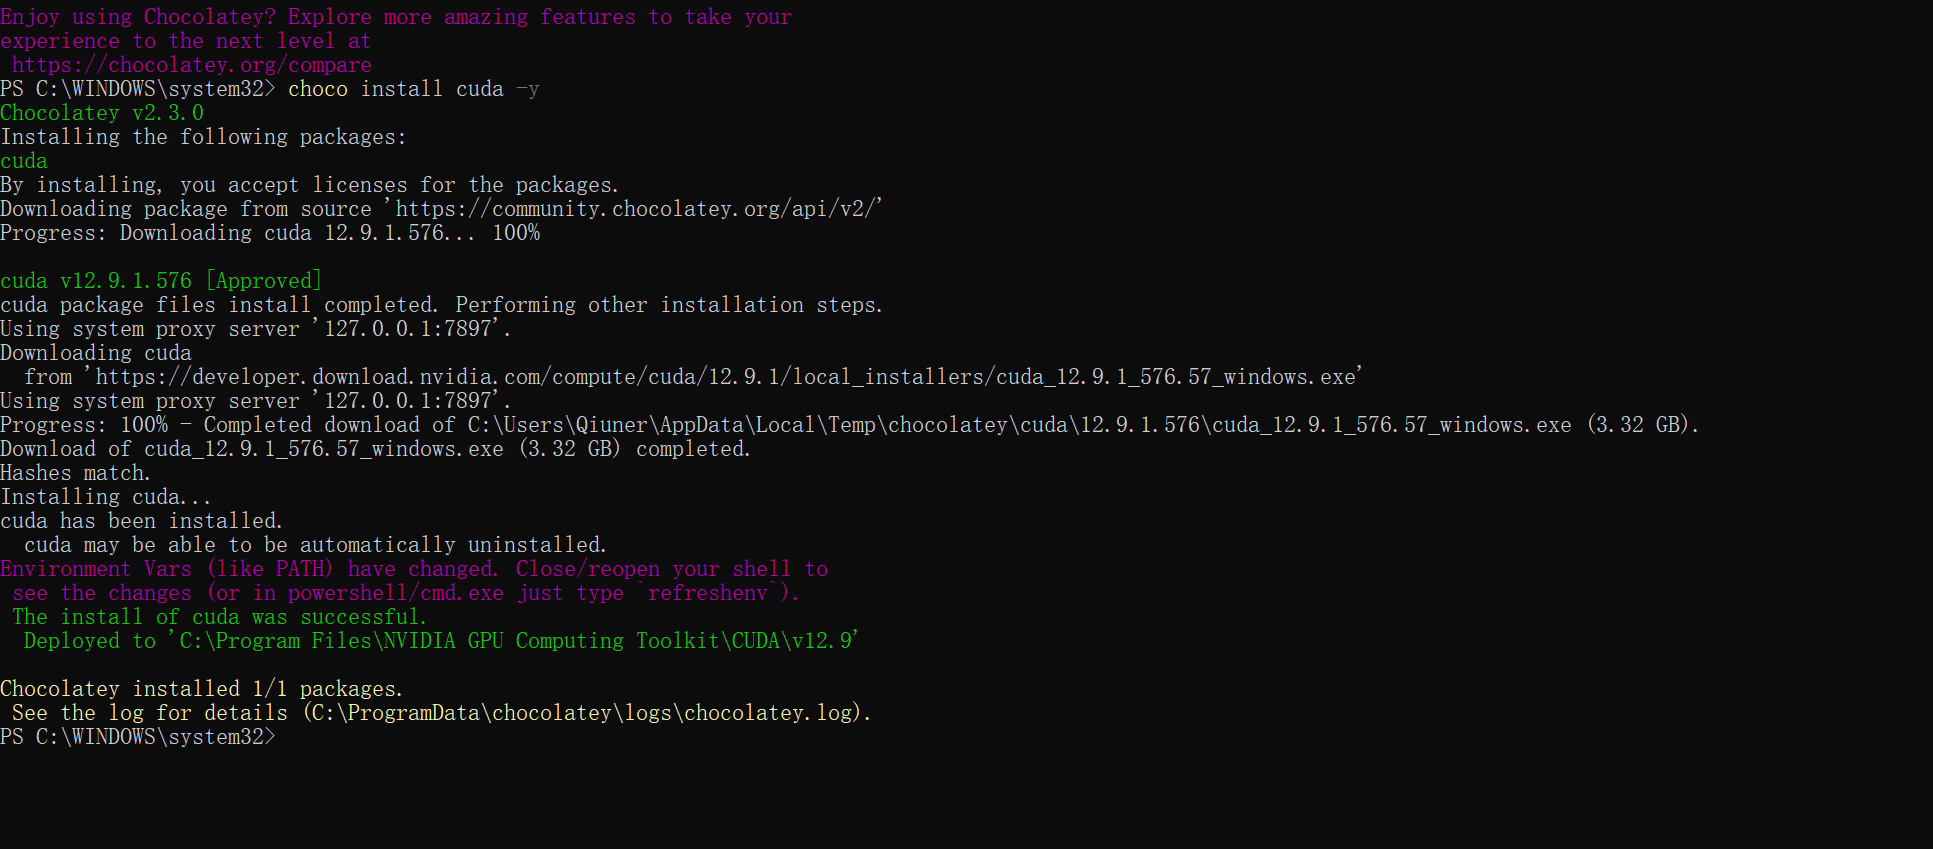 Enjoy using Chocolatey? Explore more amazing features to take your
experience to the next level at
 https://chocolatey.org/compare
PS C:\WINDOWS\system32> choco install cuda -y
Chocolatey v2.3.0
Installing the following packages:
cuda
By installing, you accept licenses for the packages.
Downloading package from source 'https://community.chocolatey.org/api/v2/'
Progress: Downloading cuda 12.9.1.576... 100%

cuda v12.9.1.576 [Approved]
cuda package files install completed. Performing other installation steps.
Using system proxy server '127.0.0.1:7897'.
Downloading cuda
  from 'https://developer.download.nvidia.com/compute/cuda/12.9.1/local_installers/cuda_12.9.1_576.57_windows.exe'
Using system proxy server '127.0.0.1:7897'.
Progress: 100% - Completed download of C:\Users\Qiuner\AppData\Local\Temp\chocolatey\cuda\12.9.1.576\cuda_12.9.1_576.57_windows.exe (3.32 GB).
Download of cuda_12.9.1_576.57_windows.exe (3.32 GB) completed.
Hashes match.
Installing cuda...
cuda has been installed.
  cuda may be able to be automatically uninstalled.
Environment Vars (like PATH) have changed. Close/reopen your shell to
 see the changes (or in powershell/cmd.exe just type `refreshenv`).
 The install of cuda was successful.
  Deployed to 'C:\Program Files\NVIDIA GPU Computing Toolkit\CUDA\v12.9'

Chocolatey installed 1/1 packages.
 See the log for details (C:\ProgramData\chocolatey\logs\chocolatey.log).
PS C:\WINDOWS\system32>